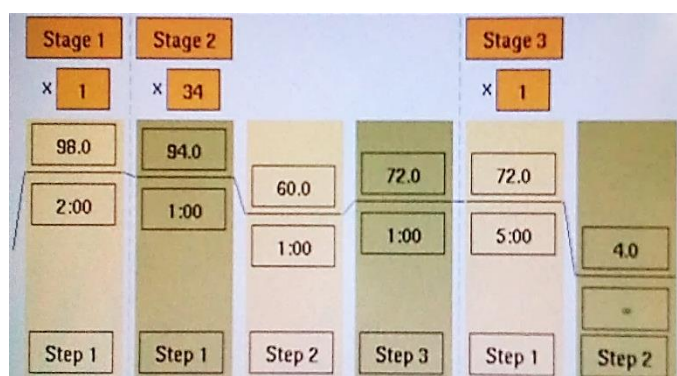 Stage 1 Stage 2 Stage 3
x 1 x 34 x 1
98.0 94.0 60.0 72.0 72.0 4.0
2:00 1:00 1:00 1:00 5:00 ∞
Step 1 Step 1 Step 2 Step 3 Step 1 Step 2